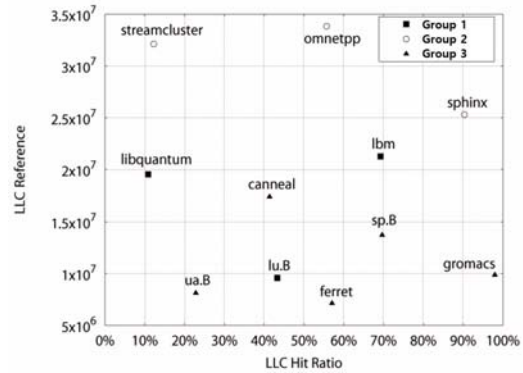 3.5x10⁷
3x10⁷
2.5x10⁷
2x10⁷
1.5x10⁷
1x10⁷
5x10⁶
LLC Reference
streamcluster
omnetpp
Group 1
Group 2
Group 3
sphinx
libquantum
lbm
canneal
sp.B
ua.B
lu.B
ferret
gromacs
0% 10% 20% 30% 40% 50% 60% 70% 80% 90% 100%
LLC Hit Ratio